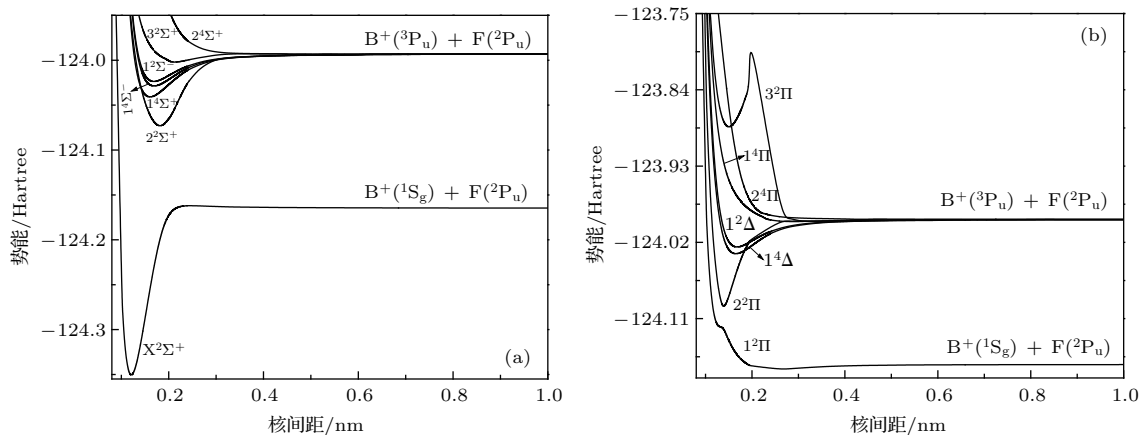 −124.0
−124.1
−124.2
−124.3
势能/Hartree
3²Σ⁺
2⁴Σ⁺
B⁺(³Pᵤ) + F(²Pᵤ)
1²Σ⁻
1⁴Σ⁻
1⁴Σ⁺
2²Σ⁺
B⁺(¹S_g) + F(²Pᵤ)
X²Σ⁺
(a)
0.2 0.4 0.6 0.8 1.0
核间距/nm
−123.75
−123.84
−123.93
−124.02
−124.11
势能/Hartree
(b)
3²Π
1⁴Π
2⁴Π
B⁺(³Pᵤ) + F(²Pᵤ)
1²Δ
1⁴Δ
2²Π
1²Π
B⁺(¹S_g) + F(²Pᵤ)
0.2 0.4 0.6 0.8 1.0
核间距/nm